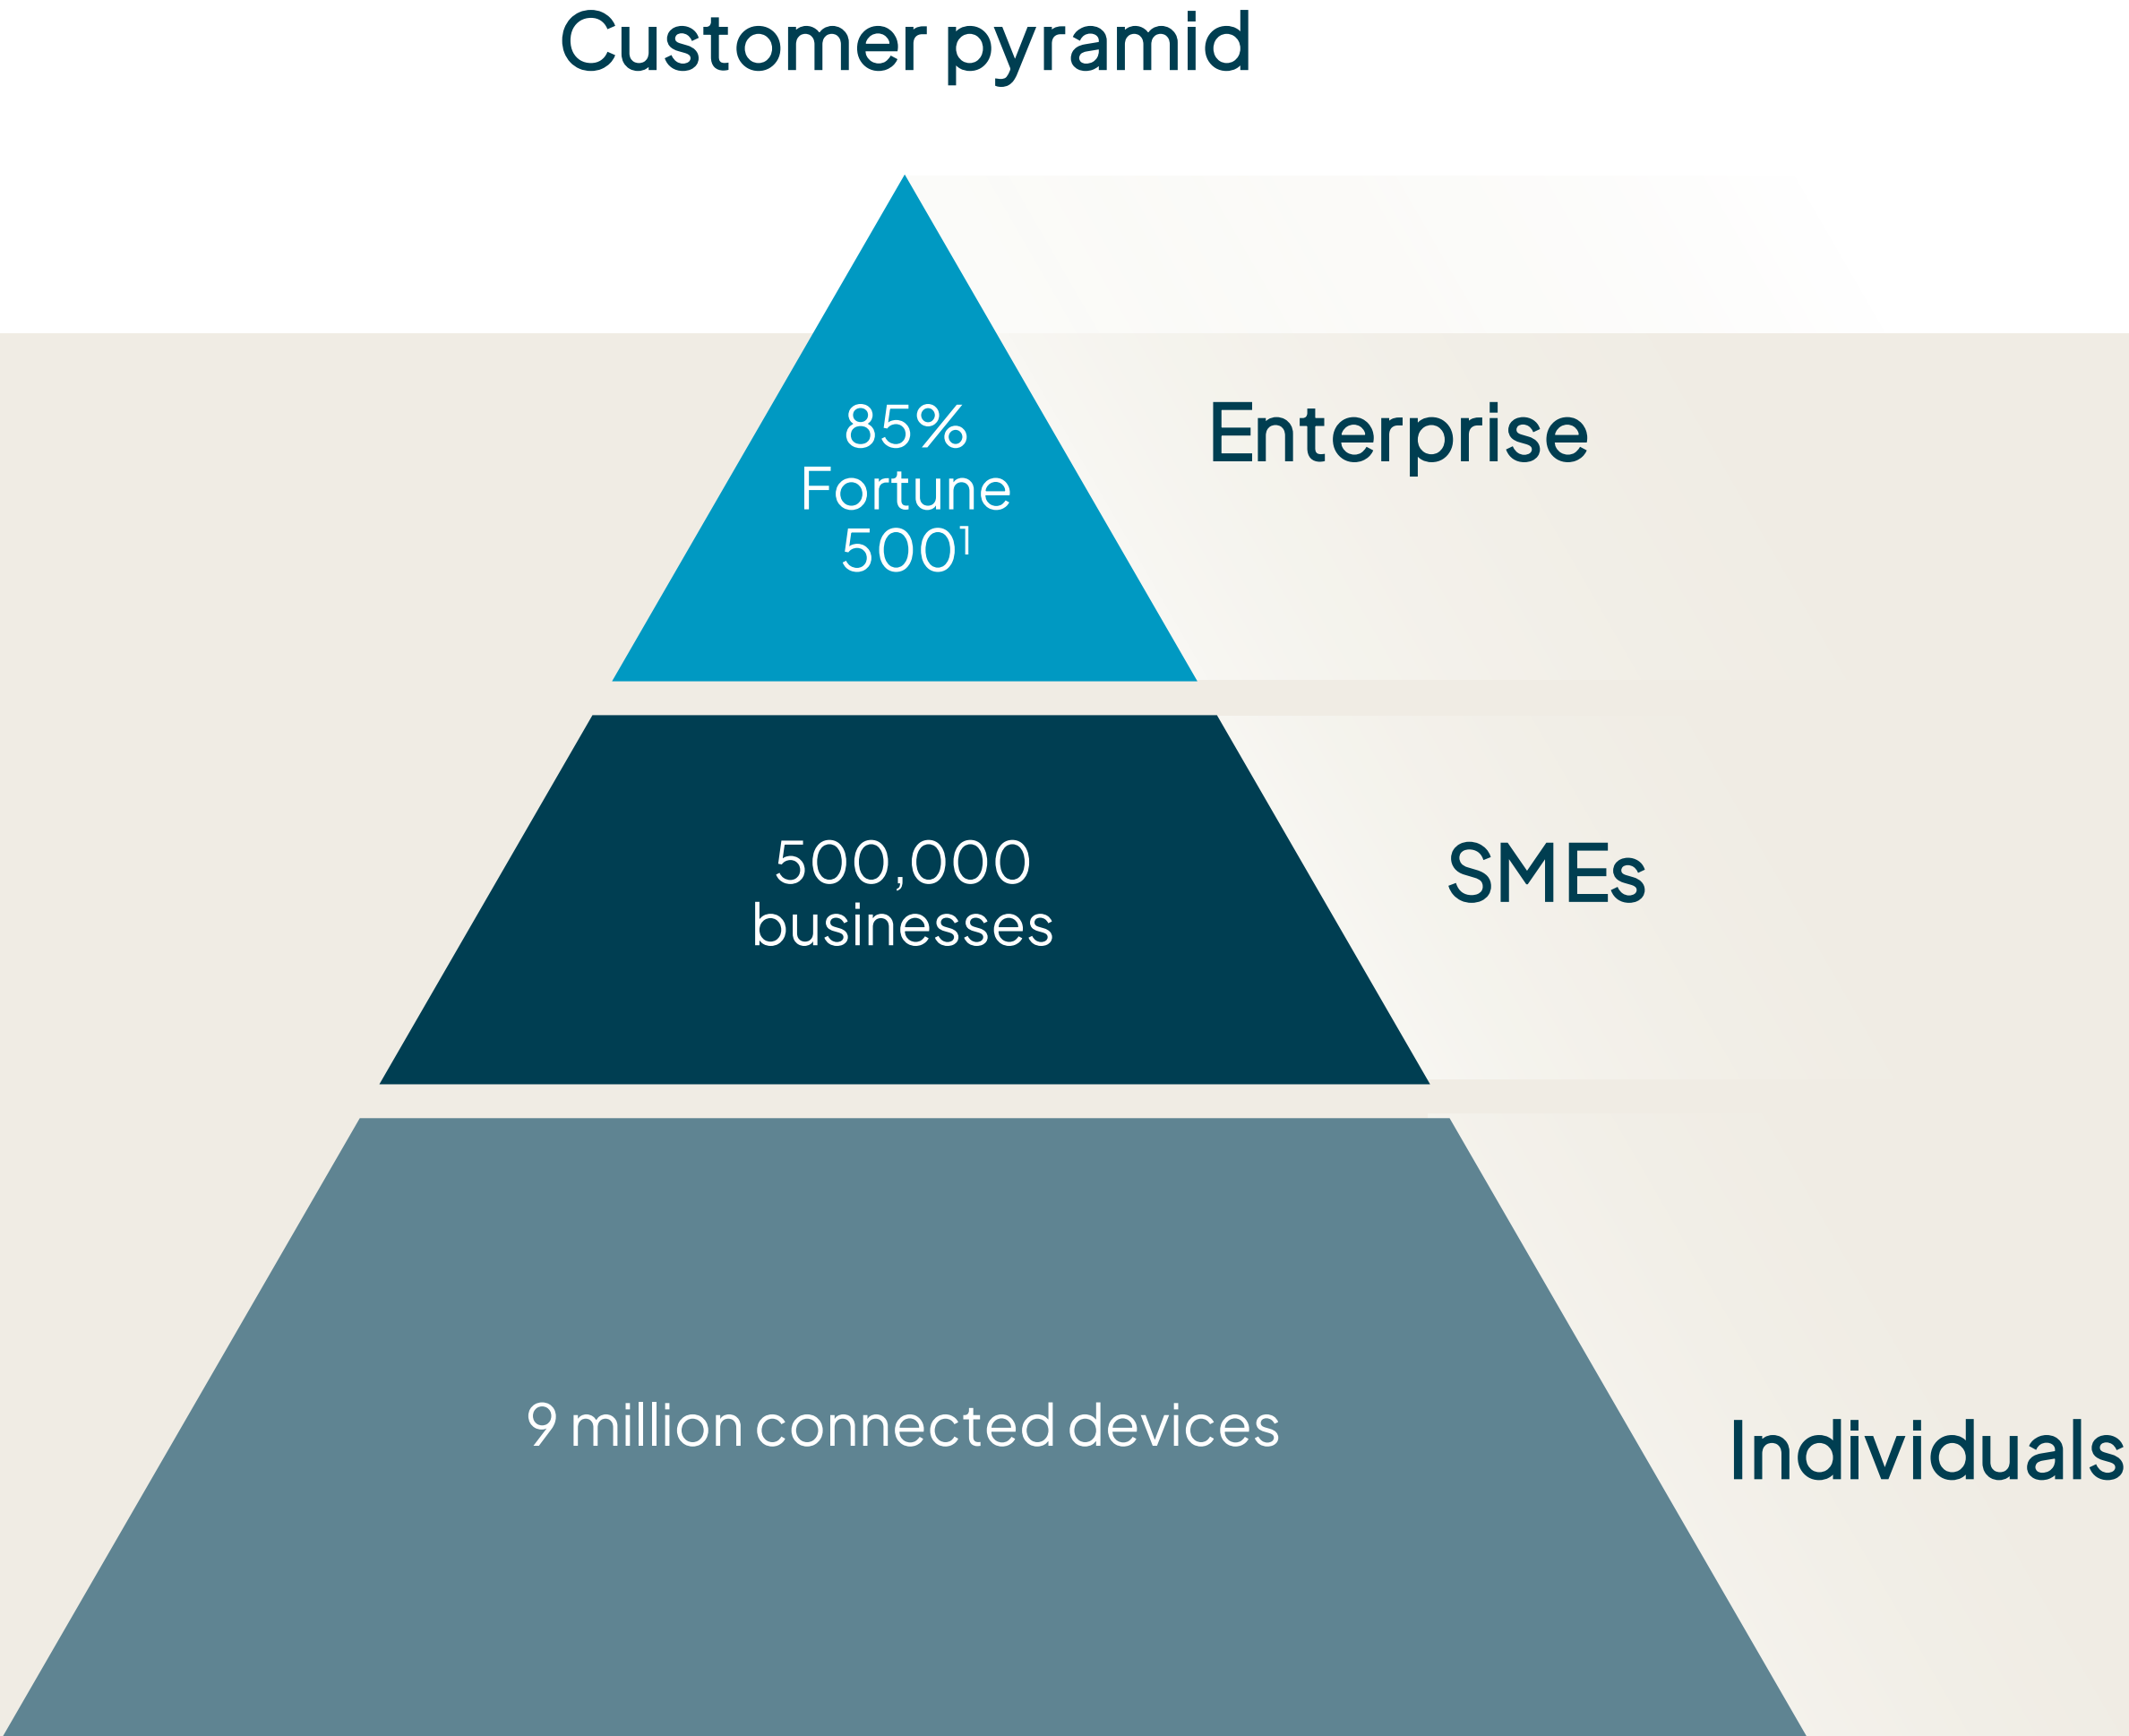 Customer pyramid
85%
Fortune
500¹
Enterprise
500,000
businesses
SMEs
9 million connected devices
Individuals